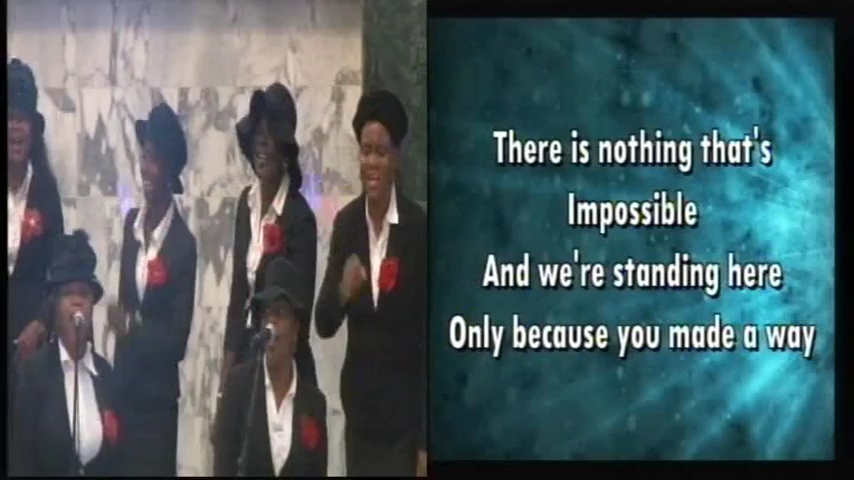 There is nothing that's
Impossible
And we're standing here
Only because you made a way